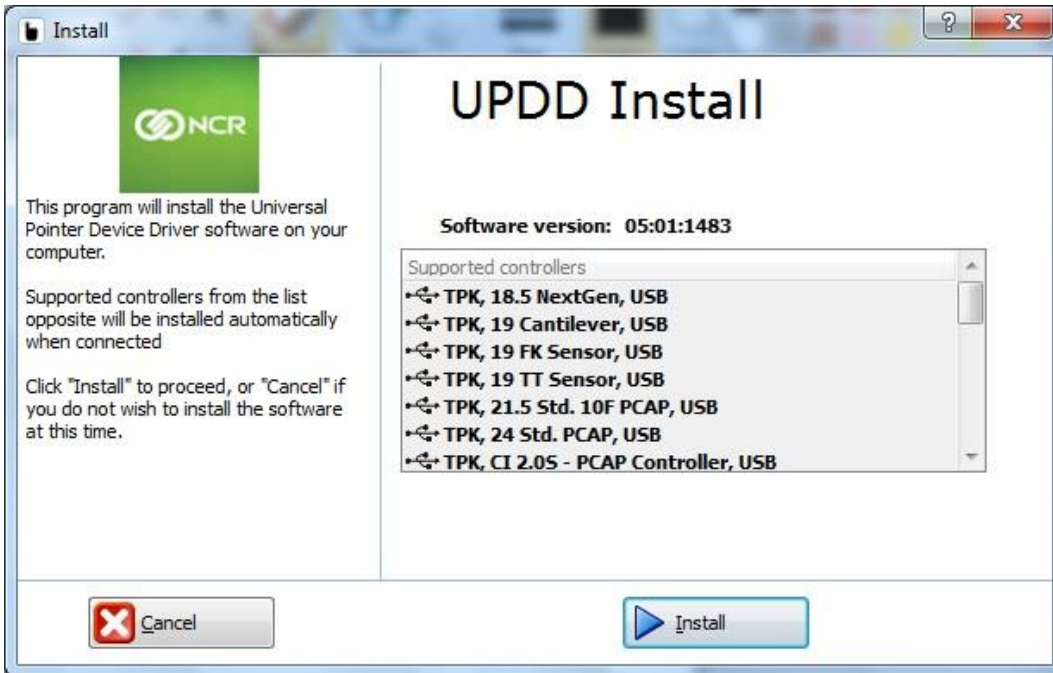 Install
?
X
NCR
This program will install the Universal
Pointer Device Driver software on your
computer.
Supported controllers from the list
opposite will be installed automatically
when connected
Click "Install" to proceed, or "Cancel" if
you do not wish to install the software
at this time.
UPDD Install
Software version: 05:01:1483
Supported controllers
TPK, 18.5 NextGen, USB
TPK, 19 Cantilever, USB
TPK, 19 FK Sensor, USB
TPK, 19 TT Sensor, USB
TPK, 21.5 Std. 10F PCAP, USB
TPK, 24 Std. PCAP, USB
TPK, CI 2.0S - PCAP Controller, USB
Cancel
Install